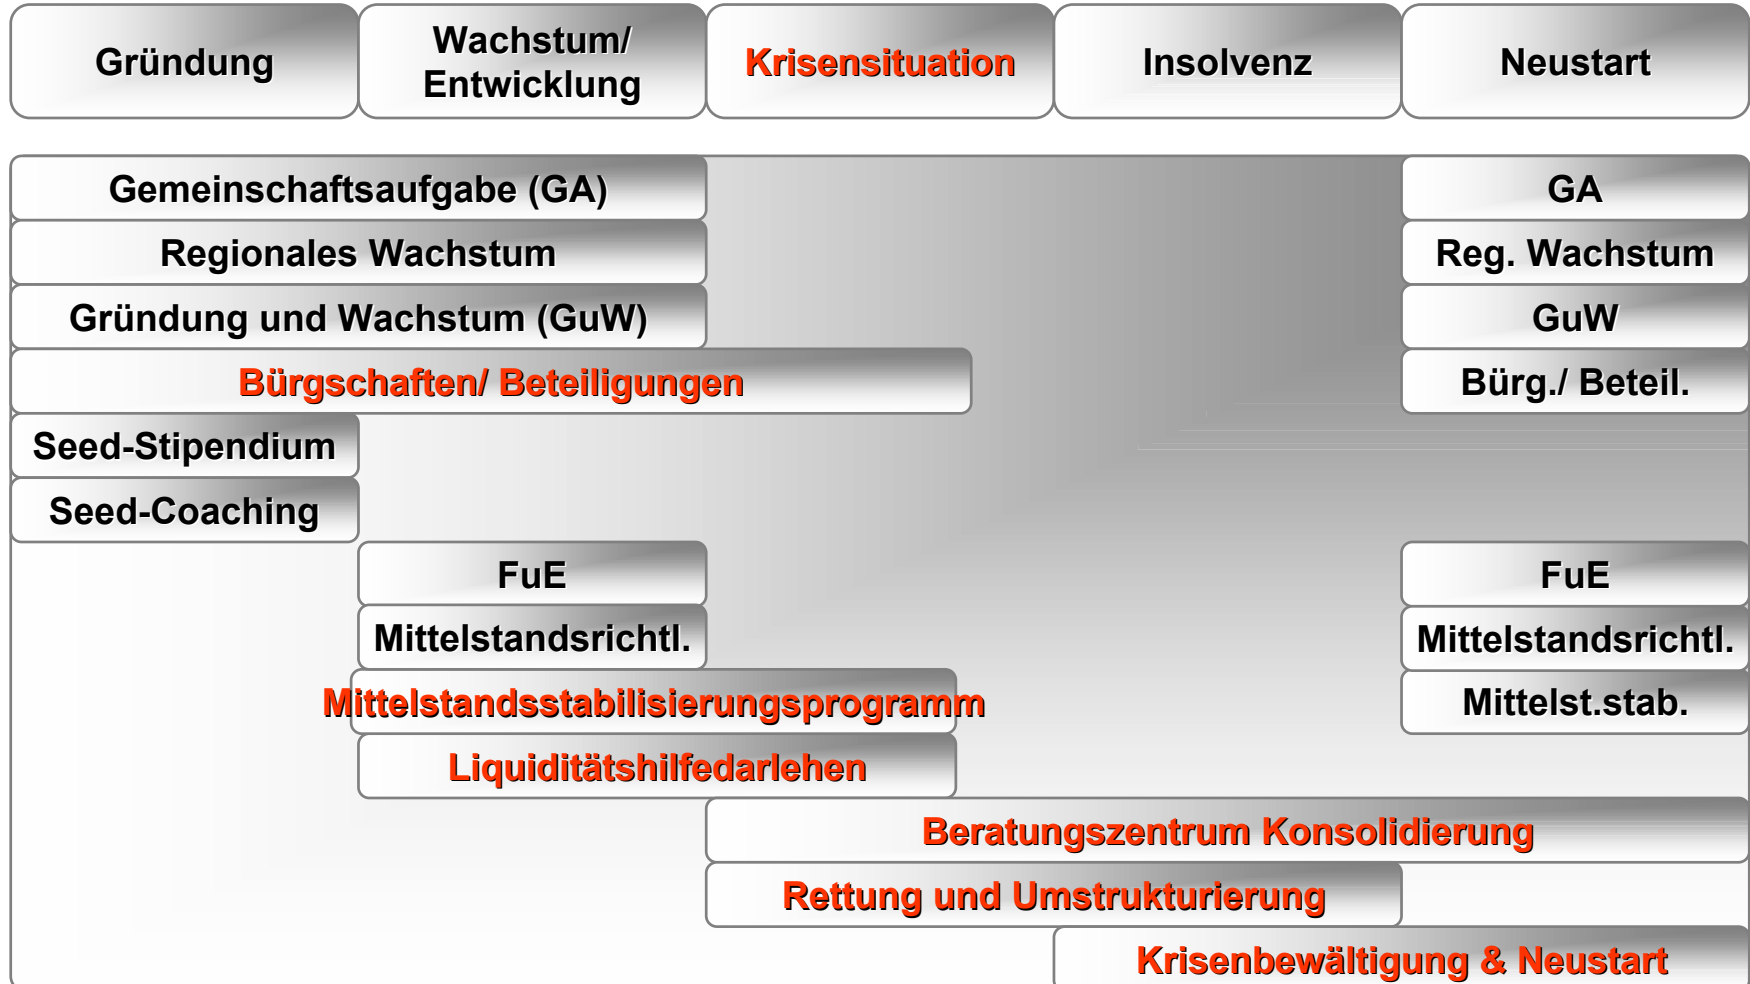 Gründung
Wachstum/
Entwicklung
Krisensituation
Insolvenz
Neustart
Gemeinschaftsaufgabe (GA)
GA
Regionales Wachstum
Reg. Wachstum
Gründung und Wachstum (GuW)
GuW
Bürgschaften/ Beteiligungen
Bürg./ Beteil.
Seed-Stipendium
Seed-Coaching
FuE
FuE
Mittelstandsrichtl.
Mittelstandsrichtl.
Mittelstandsstabilisierungsprogramm
Mittelst.stab.
Liquiditätshilfedarlehen
Beratungszentrum Konsolidierung
Rettung und Umstrukturierung
Krisenbewältigung & Neustart